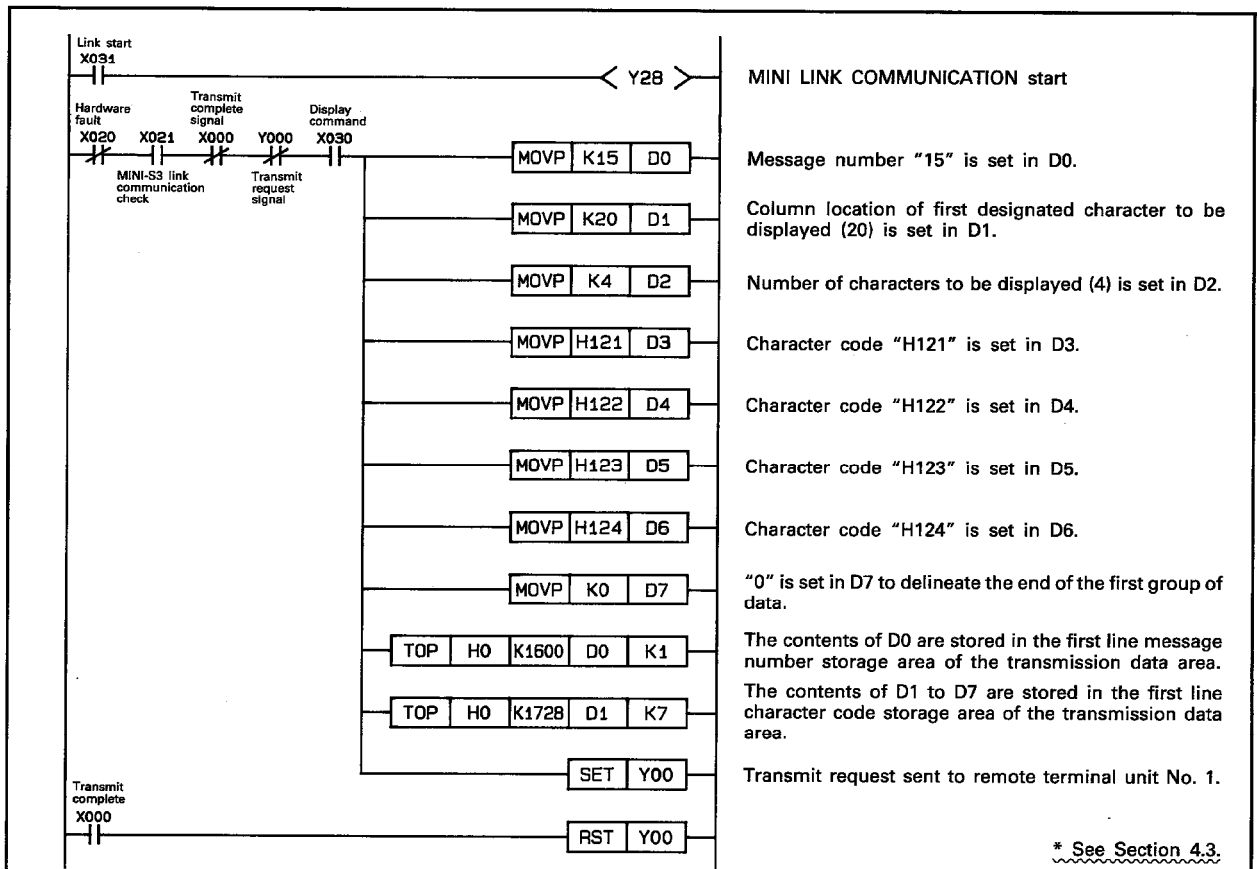 Link start
X031
Y28
MINI LINK COMMUNICATION start
Hardware
fault
X020
X021
MINI-S3 link
communication
check
Transmit
complete
signal
X000
Y000
Transmit
request
signal
Display
command
X030
MOVP K15 D0
Message number "15" is set in D0.
MOVP K20 D1
Column location of first designated character to be
displayed (20) is set in D1.
MOVP K4 D2
Number of characters to be displayed (4) is set in D2.
MOVP H121 D3
Character code "H121" is set in D3.
MOVP H122 D4
Character code "H122" is set in D4.
MOVP H123 D5
Character code "H123" is set in D5.
MOVP H124 D6
Character code "H124" is set in D6.
MOVP K0 D7
"0" is set in D7 to delineate the end of the first group of
data.
TOP H0 K1600 D0 K1
The contents of D0 are stored in the first line message
number storage area of the transmission data area.
TOP H0 K1728 D1 K7
The contents of D1 to D7 are stored in the first line
character code storage area of the transmission data
area.
SET Y00
Transmit request sent to remote terminal unit No. 1.
Transmit
complete
X000
RST Y00
* See Section 4.3.